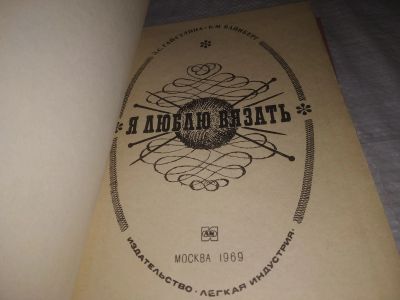 Я ЛЮБЛЮ ВЯЗАТЬ
МОСКВА 1969
ИЗДАТЕЛЬСТВО · ЛЕГКАЯ ИНДУСТРИЯ·